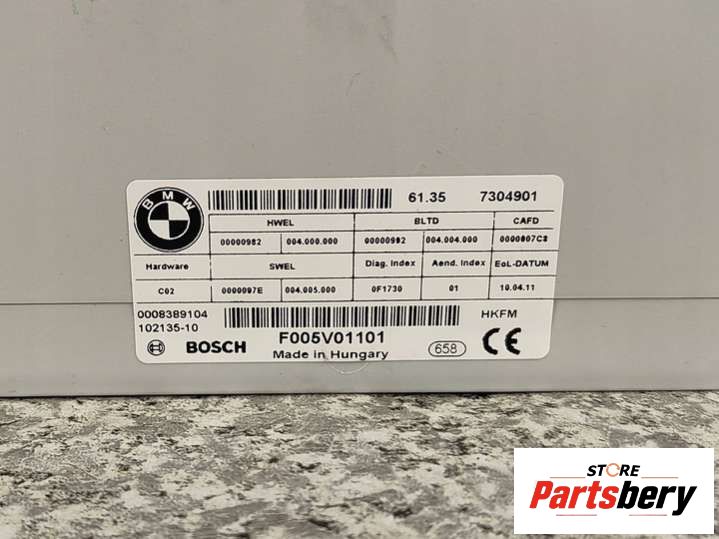 BMW
61.35 7304901
HWEL BLTD CAFD
00000982 004.000.000 00000992 004.004.000 00000
Hardware SWEL Diag. Index Aend. Index EoL-DATUM
C02 0000097E 004.005.000 0F1730 01 10.04.11
0008389104
102135-10
HKFM
BOSCH F005V01101
Made in Hungary 658 CE
STORE
Partsbery